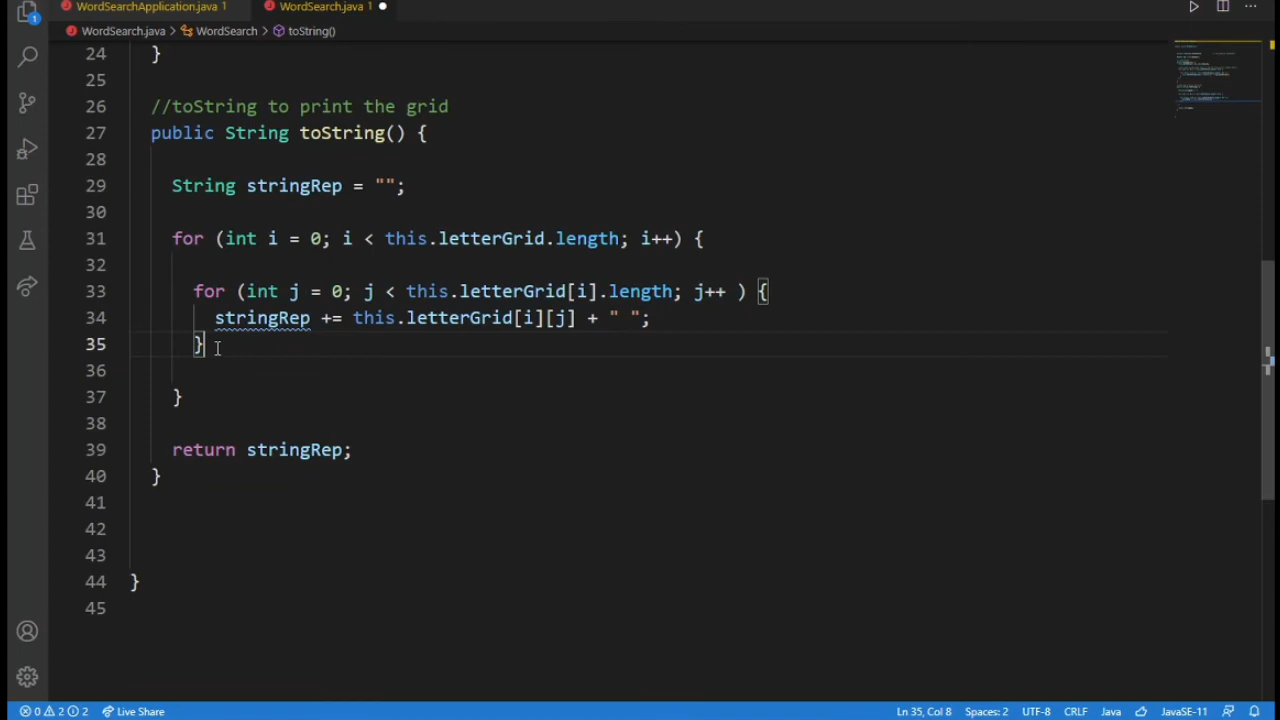 WordSearchApplication.java 1 WordSearch.java 1
WordSearch.java > WordSearch > toString()
24 }
25
26 //toString to print the grid
27 public String toString() {
28
29 String stringRep = "";
30
31 for (int i = 0; i < this.letterGrid.length; i++) {
32
33 for (int j = 0; j < this.letterGrid[i].length; j++ ) {
34 stringRep += this.letterGrid[i][j] + " ";
35 }
36
37 }
38
39 return stringRep;
40 }
41
42
43
44 }
45
1
0 2 2 Live Share Ln 35, Col 8 Spaces: 2 UTF-8 CRLF Java JavaSE-11